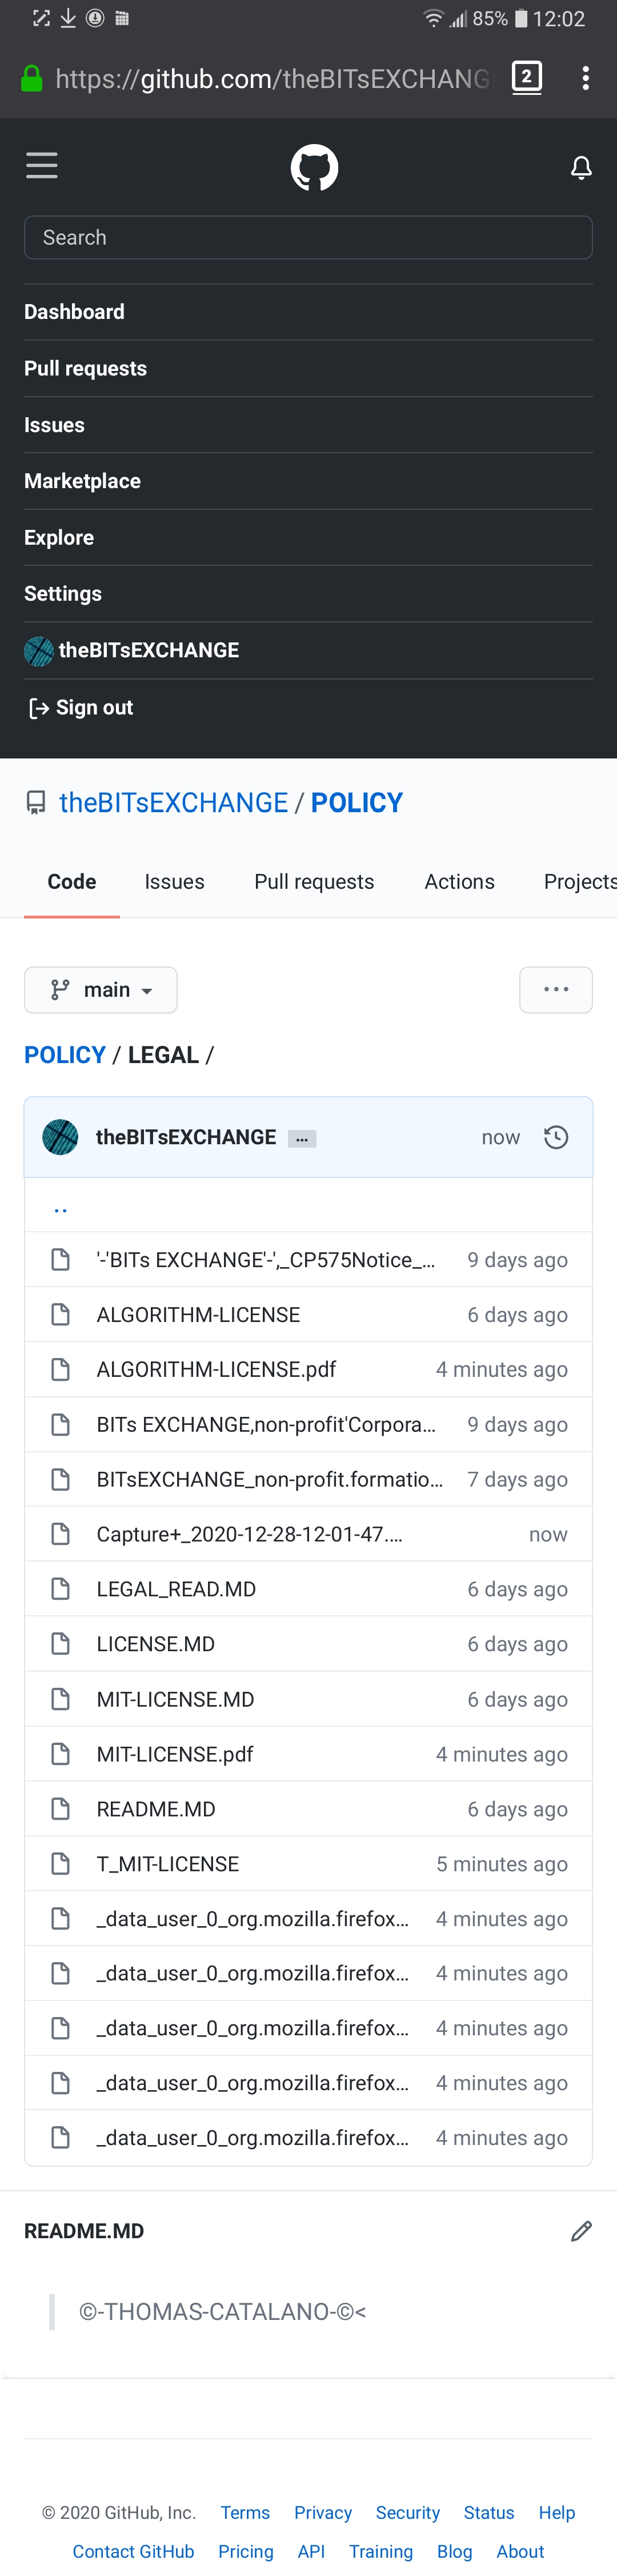 85% 12:02
https://github.com/theBITsEXCHANG 2
Search
Dashboard
Pull requests
Issues
Marketplace
Explore
Settings
theBITsEXCHANGE
Sign out
theBITsEXCHANGE / POLICY
Code Issues Pull requests Actions Projects
main ...
POLICY / LEGAL /
theBITsEXCHANGE ... now
..
'-'BITs EXCHANGE'-',_CP575Notice_... 9 days ago
ALGORITHM-LICENSE 6 days ago
ALGORITHM-LICENSE.pdf 4 minutes ago
BITs EXCHANGE,non-profit'Corpora... 9 days ago
BITsEXCHANGE_non-profit.formatio... 7 days ago
Capture+_2020-12-28-12-01-47.... now
LEGAL_READ.MD 6 days ago
LICENSE.MD 6 days ago
MIT-LICENSE.MD 6 days ago
MIT-LICENSE.pdf 4 minutes ago
README.MD 6 days ago
T_MIT-LICENSE 5 minutes ago
_data_user_0_org.mozilla.firefox... 4 minutes ago
_data_user_0_org.mozilla.firefox... 4 minutes ago
_data_user_0_org.mozilla.firefox... 4 minutes ago
_data_user_0_org.mozilla.firefox... 4 minutes ago
_data_user_0_org.mozilla.firefox... 4 minutes ago
README.MD
©-THOMAS-CATALANO-©<
© 2020 GitHub, Inc. Terms Privacy Security Status Help
Contact GitHub Pricing API Training Blog About